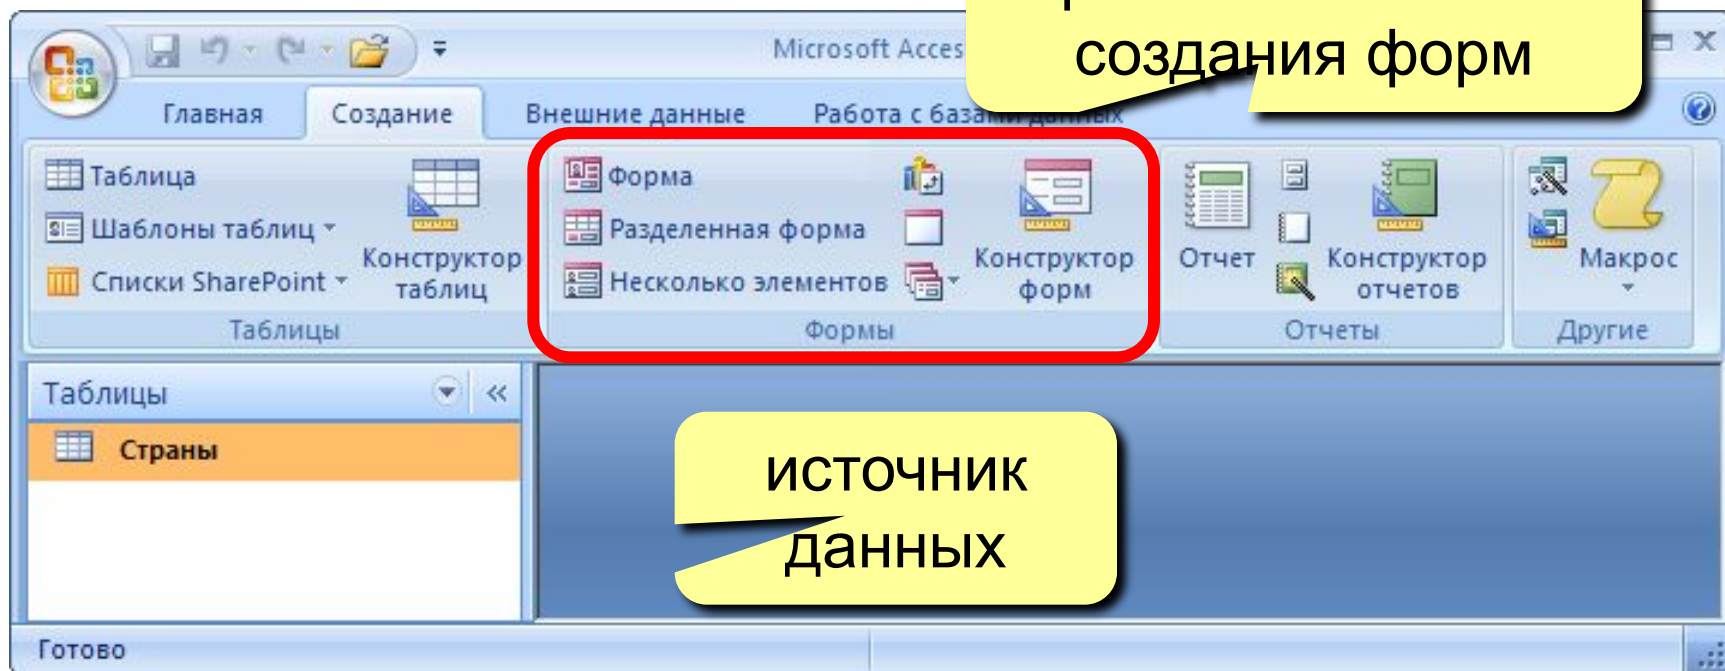 создания форм
Microsoft Acces
Главная
Создание
Внешние данные
Работа с базами данных
Таблица
Шаблоны таблиц
Списки SharePoint
Конструктор
таблиц
Таблицы
Форма
Разделенная форма
Несколько элементов
Конструктор
форм
Формы
Отчет
Конструктор
отчетов
Отчеты
Макрос
Другие
Таблицы
Страны
источник
данных
Готово